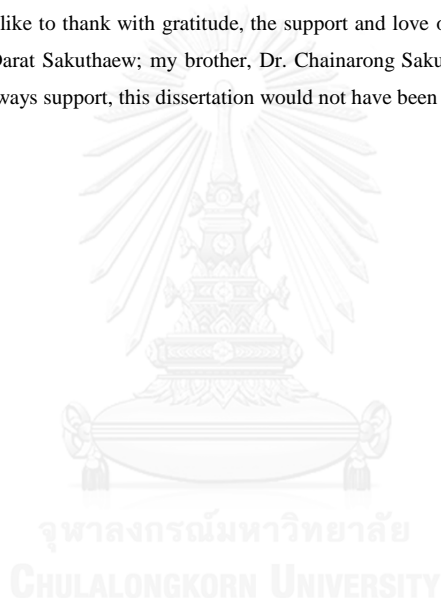 like to thank with gratitude, the support and love o
Darat Sakuthaew; my brother, Dr. Chainarong Saku
ways support, this dissertation would not have been
จุฬาลงกรณ์มหาวิทยาลัย
CHULALONGKORN UNIVERSITY